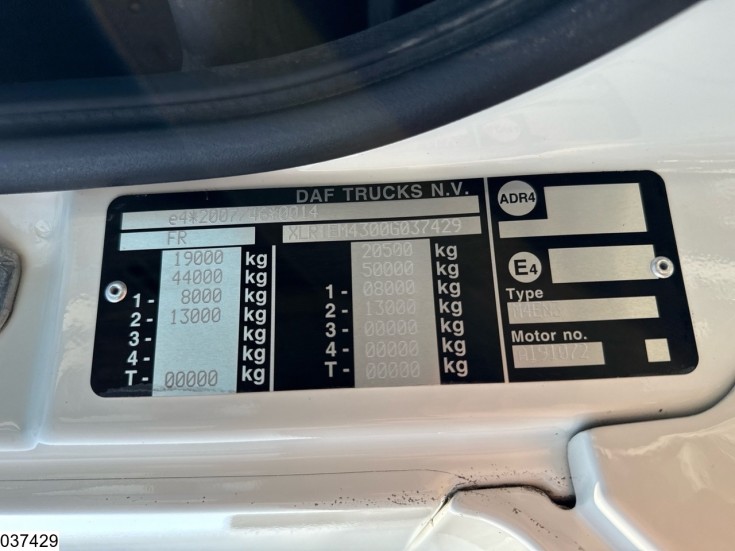 DAF TRUCKS N.V.
e4*2007/46*0014
FR XLRTEM4300G037429
19000 kg 20500 kg
44000 kg 50000 kg
1- 8000 kg 1- 08000 kg
2- 13000 kg 2- 13000 kg
3- kg 3- 00000 kg
4- kg 4- 00000 kg
T- 00000 kg T- 00000 kg
ADR4
E4
Type
Motor no.
A191072
037429